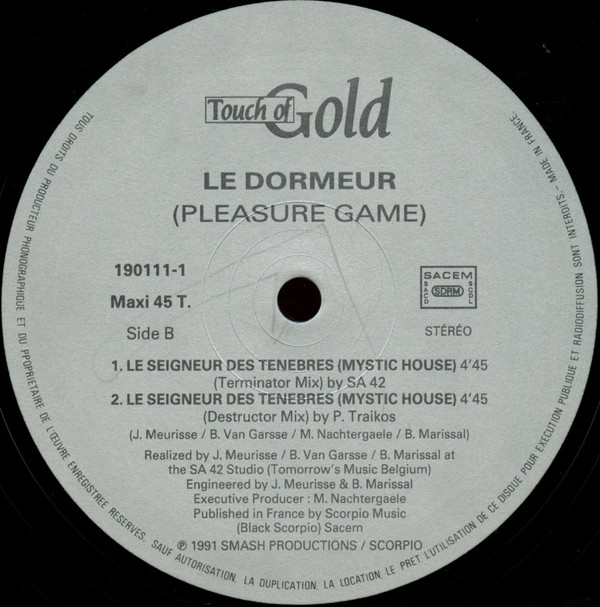 Touch of Gold
LE DORMEUR
(PLEASURE GAME)
190111-1
Maxi 45 T.
Side B
SACEM
SACD
SDRM
SGDL
STÉRÉO
1. LE SEIGNEUR DES TENEBRES (MYSTIC HOUSE) 4'45
(Terminator Mix) by SA 42
2. LE SEIGNEUR DES TENEBRES (MYSTIC HOUSE) 4'45
(Destructor Mix) by P. Traikos
(J. Meurisse / B. Van Garsse / M. Nachtergaele / B. Marissal)
Realized by J. Meurisse / B. Van Garsse / B. Marissal at
the SA 42 Studio (Tomorrow's Music Belgium)
Engineered by J. Meurisse & B. Marissal
Executive Producer : M. Nachtergaele
Published in France by Scorpio Music
(Black Scorpio) Sacem
℗ 1991 SMASH PRODUCTIONS / SCORPIO
TOUS DROITS DU PRODUCTEUR PHONOGRAPHIQUE ET DU PPOPRIETAIRE DE L'ŒUVRE ENREGISTREE RESERVES. SAUF AUTORISATION, LA DUPLICATION, LA LOCATION, LE PRET L'UTILISATION DE CE DISQUE POUR EXECUTION PUBLIQUE ET RADIODIFFUSION SONT INTERDITS. - MADE IN FRANCE.